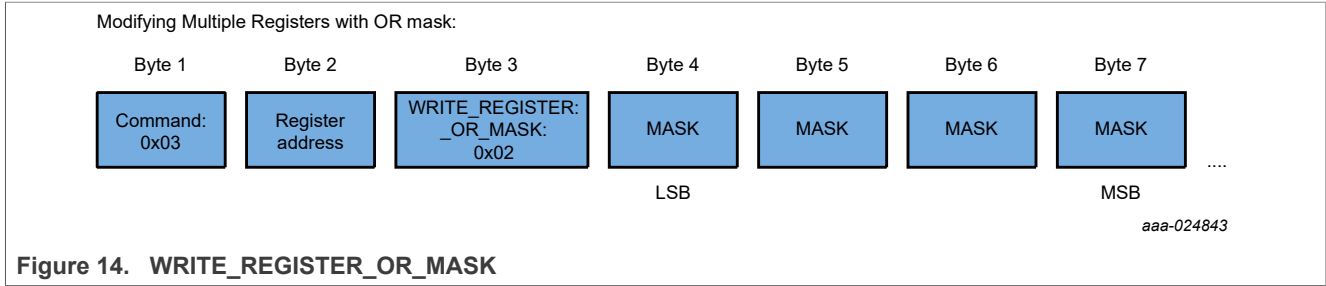 Modifying Multiple Registers with OR mask:
Byte 1 Byte 2 Byte 3 Byte 4 Byte 5 Byte 6 Byte 7
Command:
0x03
Register
address
WRITE_REGISTER:
_OR_MASK:
0x02
MASK
MASK
MASK
MASK
....
LSB MSB
aaa-024843
Figure 14. WRITE_REGISTER_OR_MASK